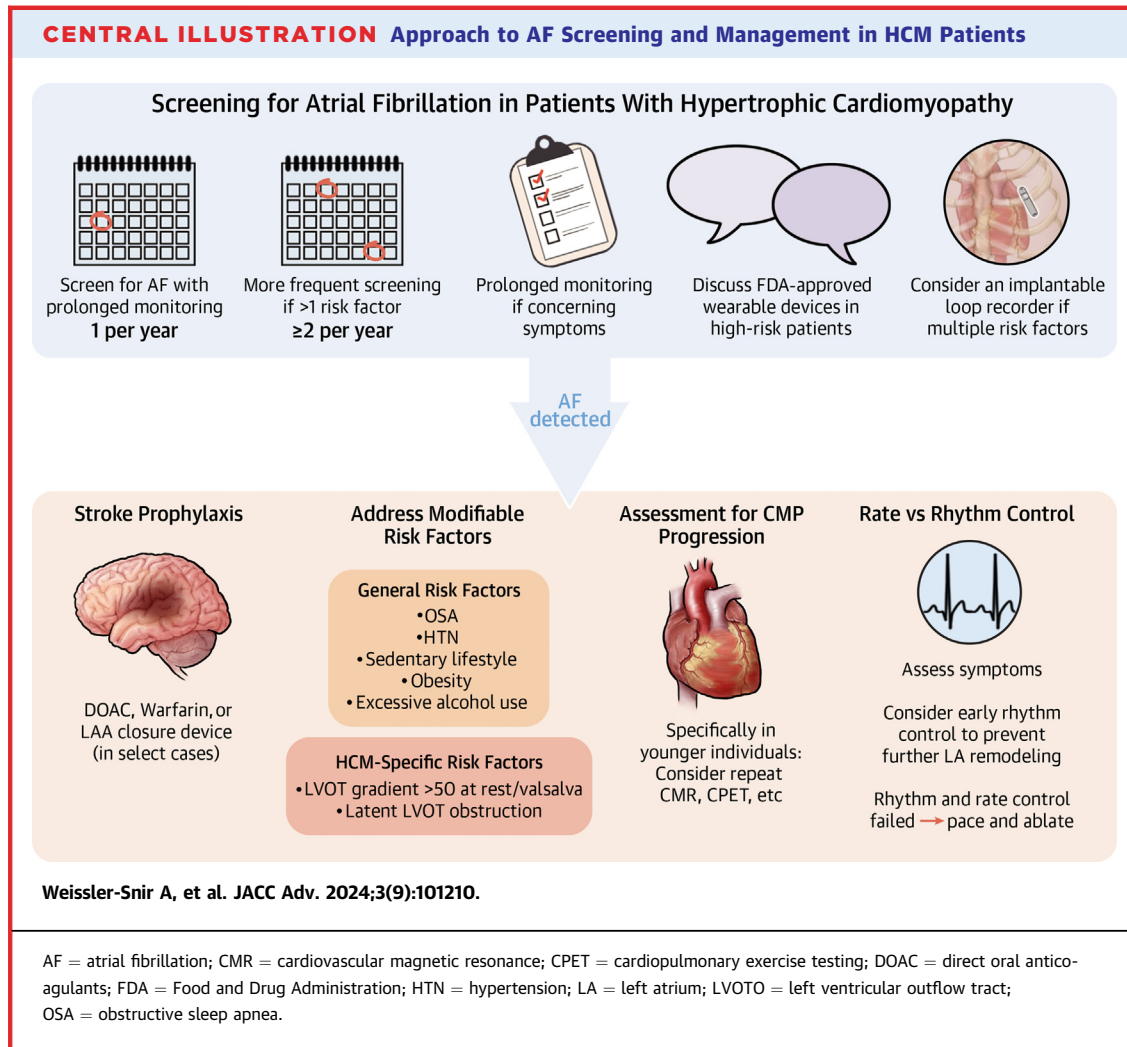 CENTRAL ILLUSTRATION Approach to AF Screening and Management in HCM Patients
Screening for Atrial Fibrillation in Patients With Hypertrophic Cardiomyopathy
Screen for AF with
prolonged monitoring
1 per year
More frequent screening
if >1 risk factor
≥2 per year
Prolonged monitoring
if concerning
symptoms
Discuss FDA-approved
wearable devices in
high-risk patients
Consider an implantable
loop recorder if
multiple risk factors
AF
detected
Stroke Prophylaxis
DOAC, Warfarin, or
LAA closure device
(in select cases)
Address Modifiable
Risk Factors
General Risk Factors
•OSA
•HTN
•Sedentary lifestyle
•Obesity
•Excessive alcohol use
HCM-Specific Risk Factors
•LVOT gradient >50 at rest/valsalva
•Latent LVOT obstruction
Assessment for CMP
Progression
Specifically in
younger individuals:
Consider repeat
CMR, CPET, etc
Rate vs Rhythm Control
Assess symptoms
Consider early rhythm
control to prevent
further LA remodeling
Rhythm and rate control
failed → pace and ablate
Weissler-Snir A, et al. JACC Adv. 2024;3(9):101210.
AF = atrial fibrillation; CMR = cardiovascular magnetic resonance; CPET = cardiopulmonary exercise testing; DOAC = direct oral antico-
agulants; FDA = Food and Drug Administration; HTN = hypertension; LA = left atrium; LVOTO = left ventricular outflow tract;
OSA = obstructive sleep apnea.